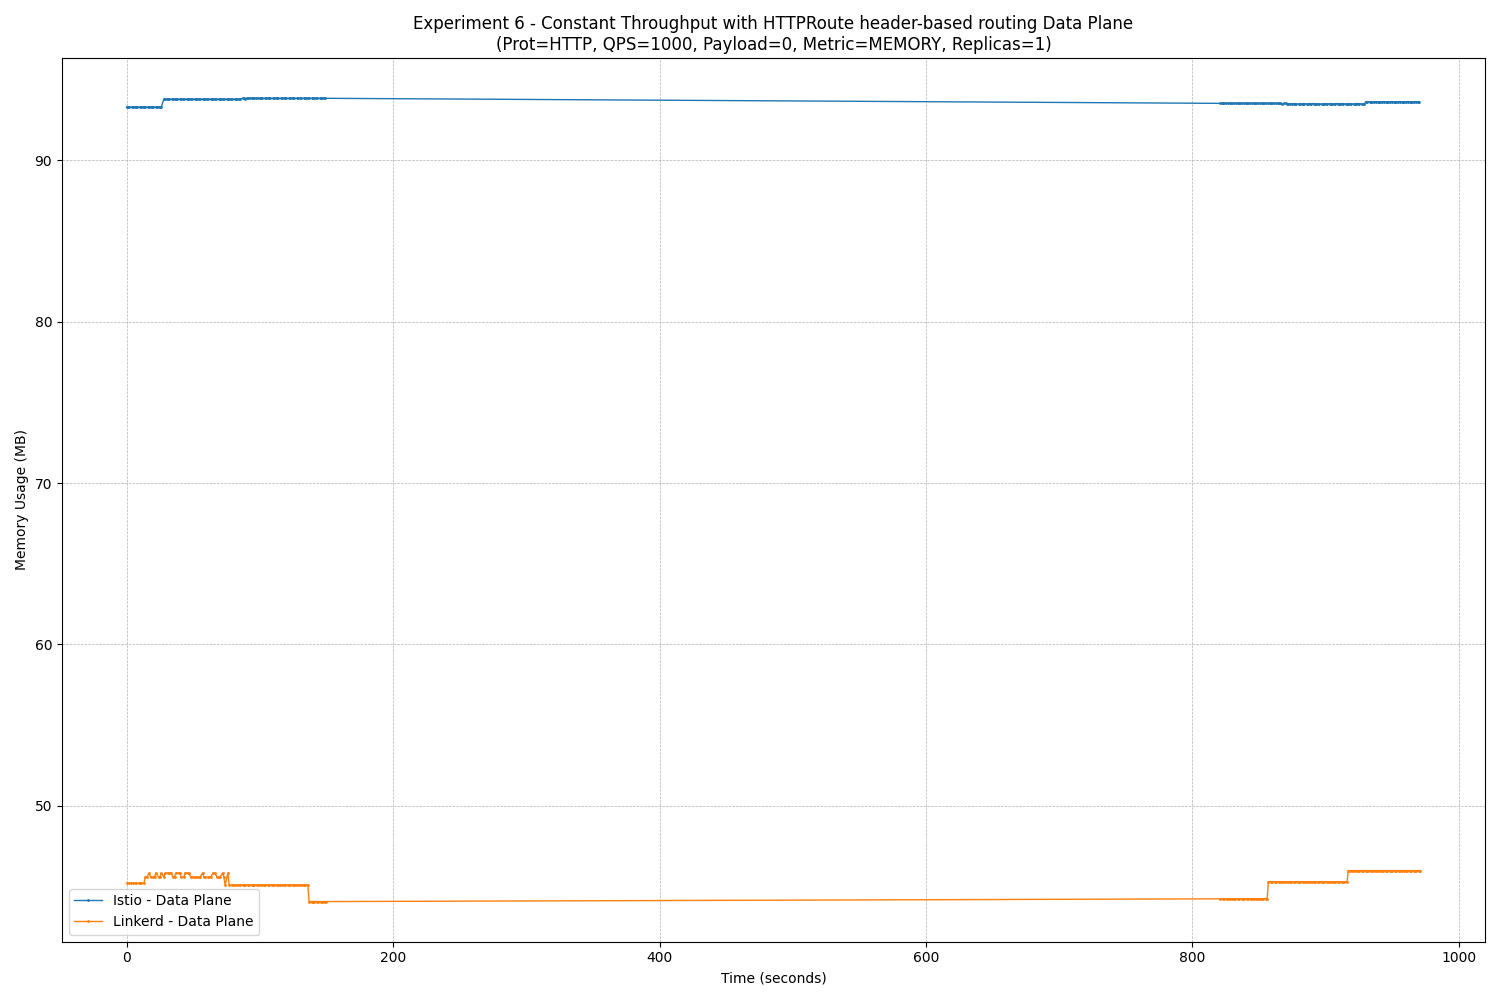 Experiment 6 - Constant Throughput with HTTPRoute header-based routing Data Plane
(Prot=HTTP, QPS=1000, Payload=0, Metric=MEMORY, Replicas=1)
Memory Usage (MB)
90
80
70
60
50
Istio - Data Plane
Linkerd - Data Plane
0
200
400
600
800
1000
Time (seconds)